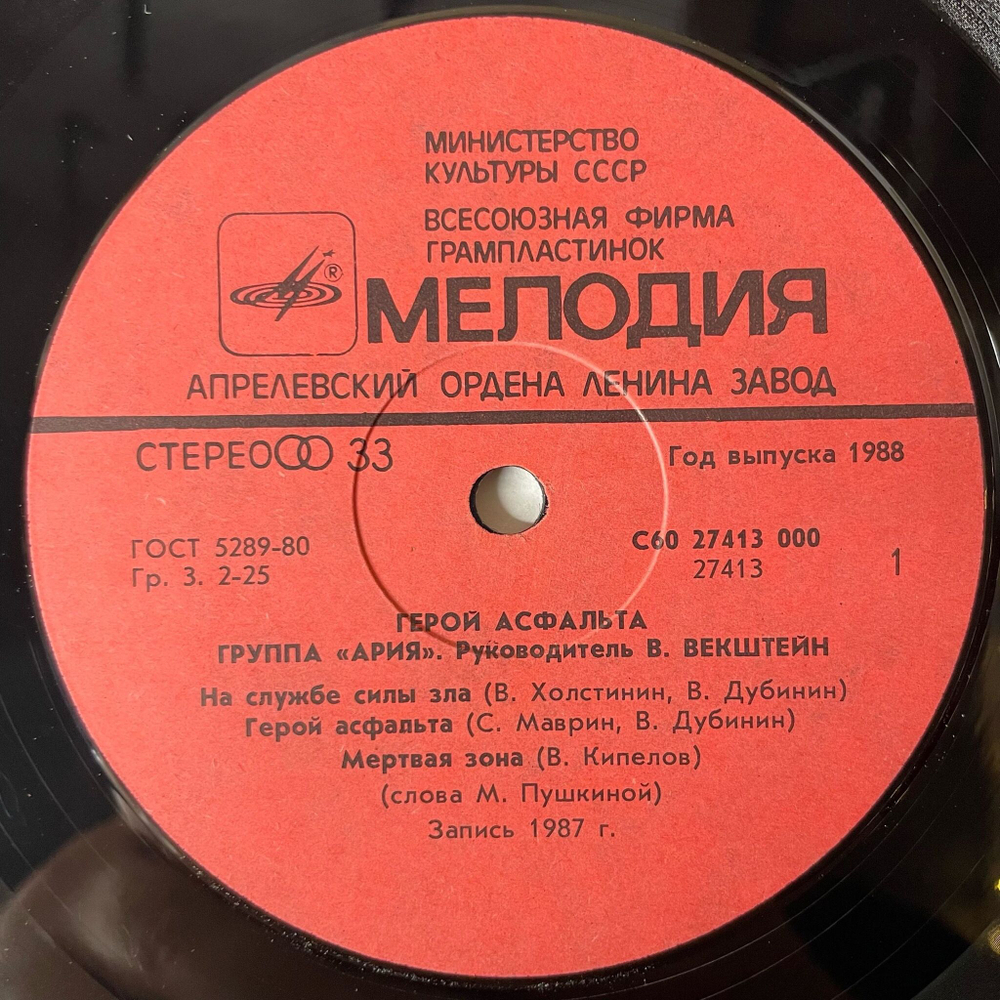 МИНИСТЕРСТВО
КУЛЬТУРЫ СССР
ВСЕСОЮЗНАЯ ФИРМА
ГРАМПЛАСТИНОК
®
МЕЛОДИЯ
АПРЕЛЕВСКИЙ ОРДЕНА ЛЕНИНА ЗАВОД
СТЕРЕО 33
Год выпуска 1988
ГОСТ 5289-80
Гр. 3. 2-25
С60 27413 000
27413
1
ГЕРОЙ АСФАЛЬТА
ГРУППА «АРИЯ». Руководитель В. ВЕКШТЕЙН
На службе силы зла (В. Холстинин, В. Дубинин)
Герой асфальта (С. Маврин, В. Дубинин)
Мертвая зона (В. Кипелов)
(слова М. Пушкиной)
Запись 1987 г.